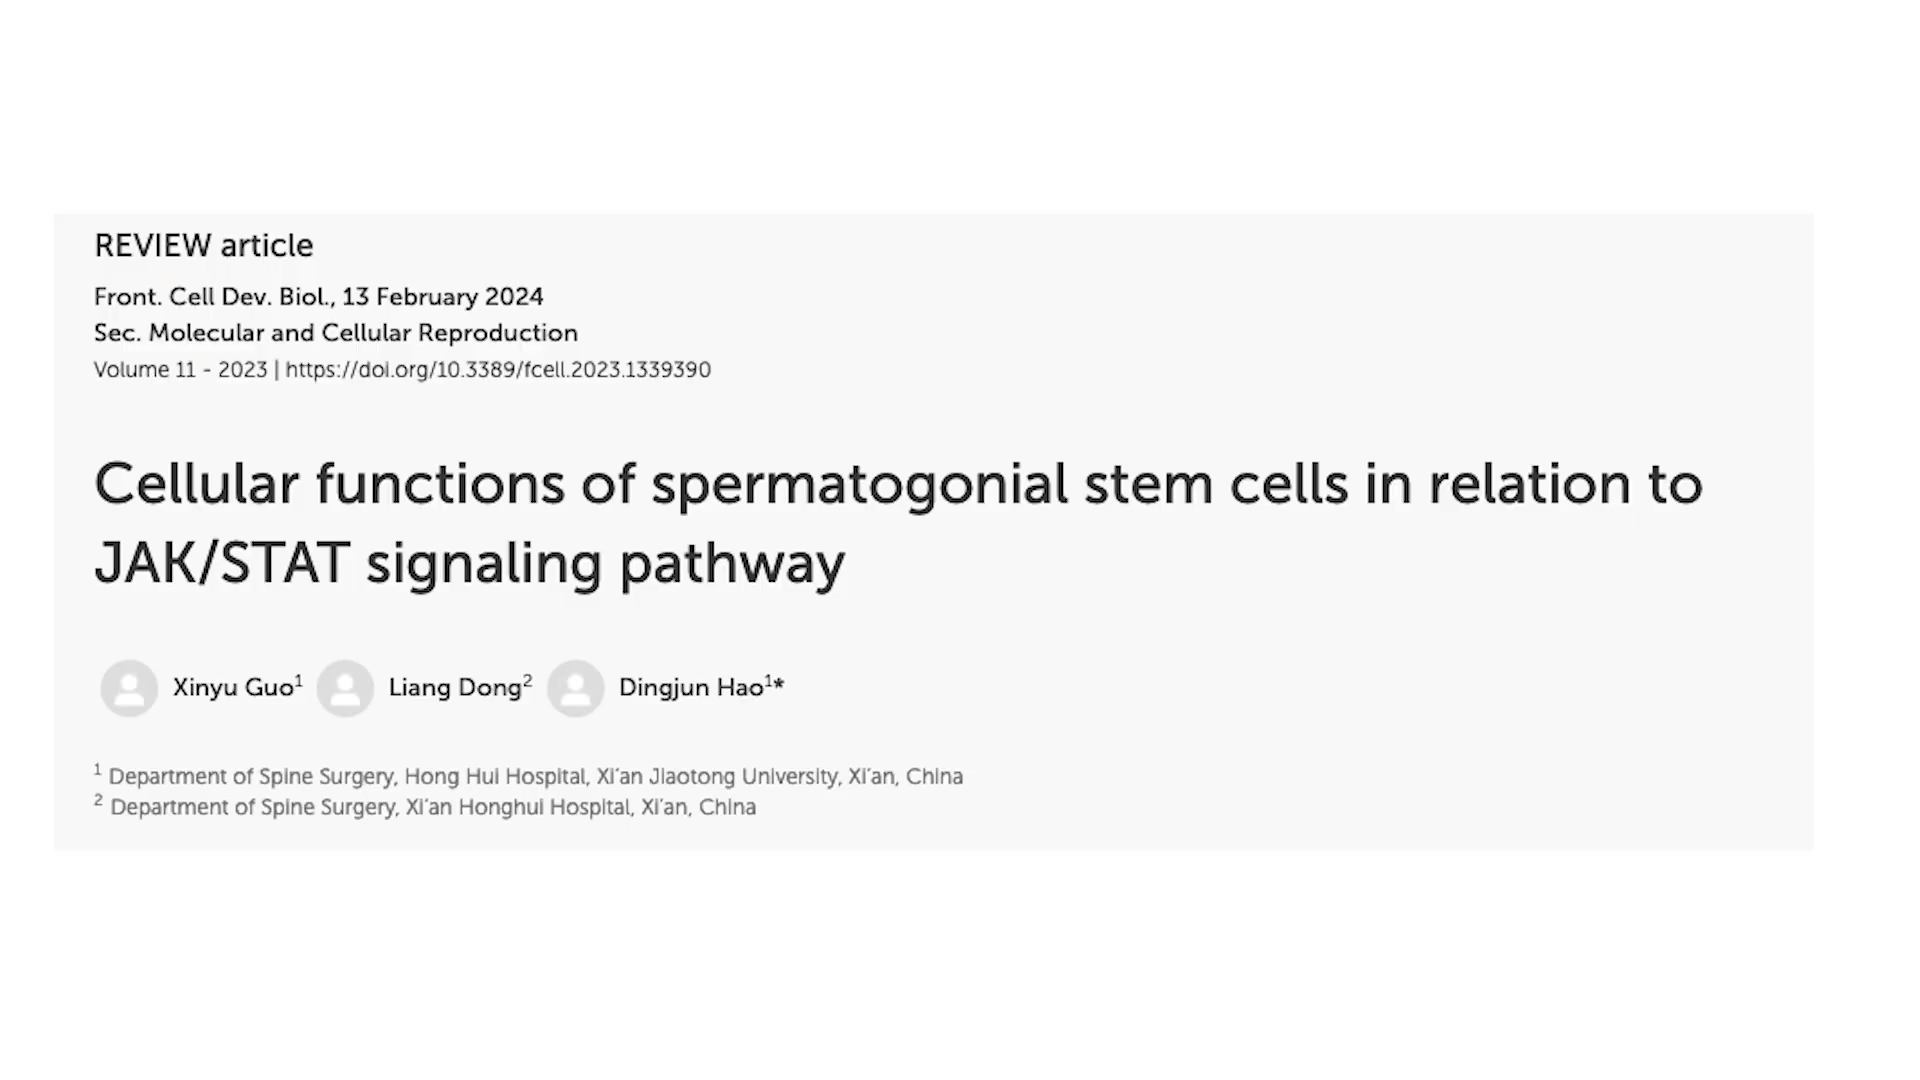 REVIEW article
Front. Cell Dev. Biol., 13 February 2024
Sec. Molecular and Cellular Reproduction
Volume 11 - 2023 | https://doi.org/10.3389/fcell.2023.1339390
Cellular functions of spermatogonial stem cells in relation to
JAK/STAT signaling pathway
Xinyu Guo¹ Liang Dong² Dingjun Hao¹*
¹ Department of Spine Surgery, Hong Hui Hospital, Xi’an Jiaotong University, Xi’an, China
² Department of Spine Surgery, Xi’an Honghui Hospital, Xi’an, China